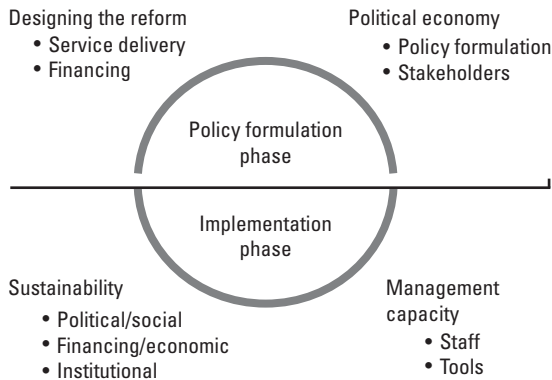 Designing the reform
• Service delivery
• Financing
Political economy
• Policy formulation
• Stakeholders
Policy formulation
phase
Implementation
phase
Sustainability
• Political/social
• Financing/economic
• Institutional
Management
capacity
• Staff
• Tools